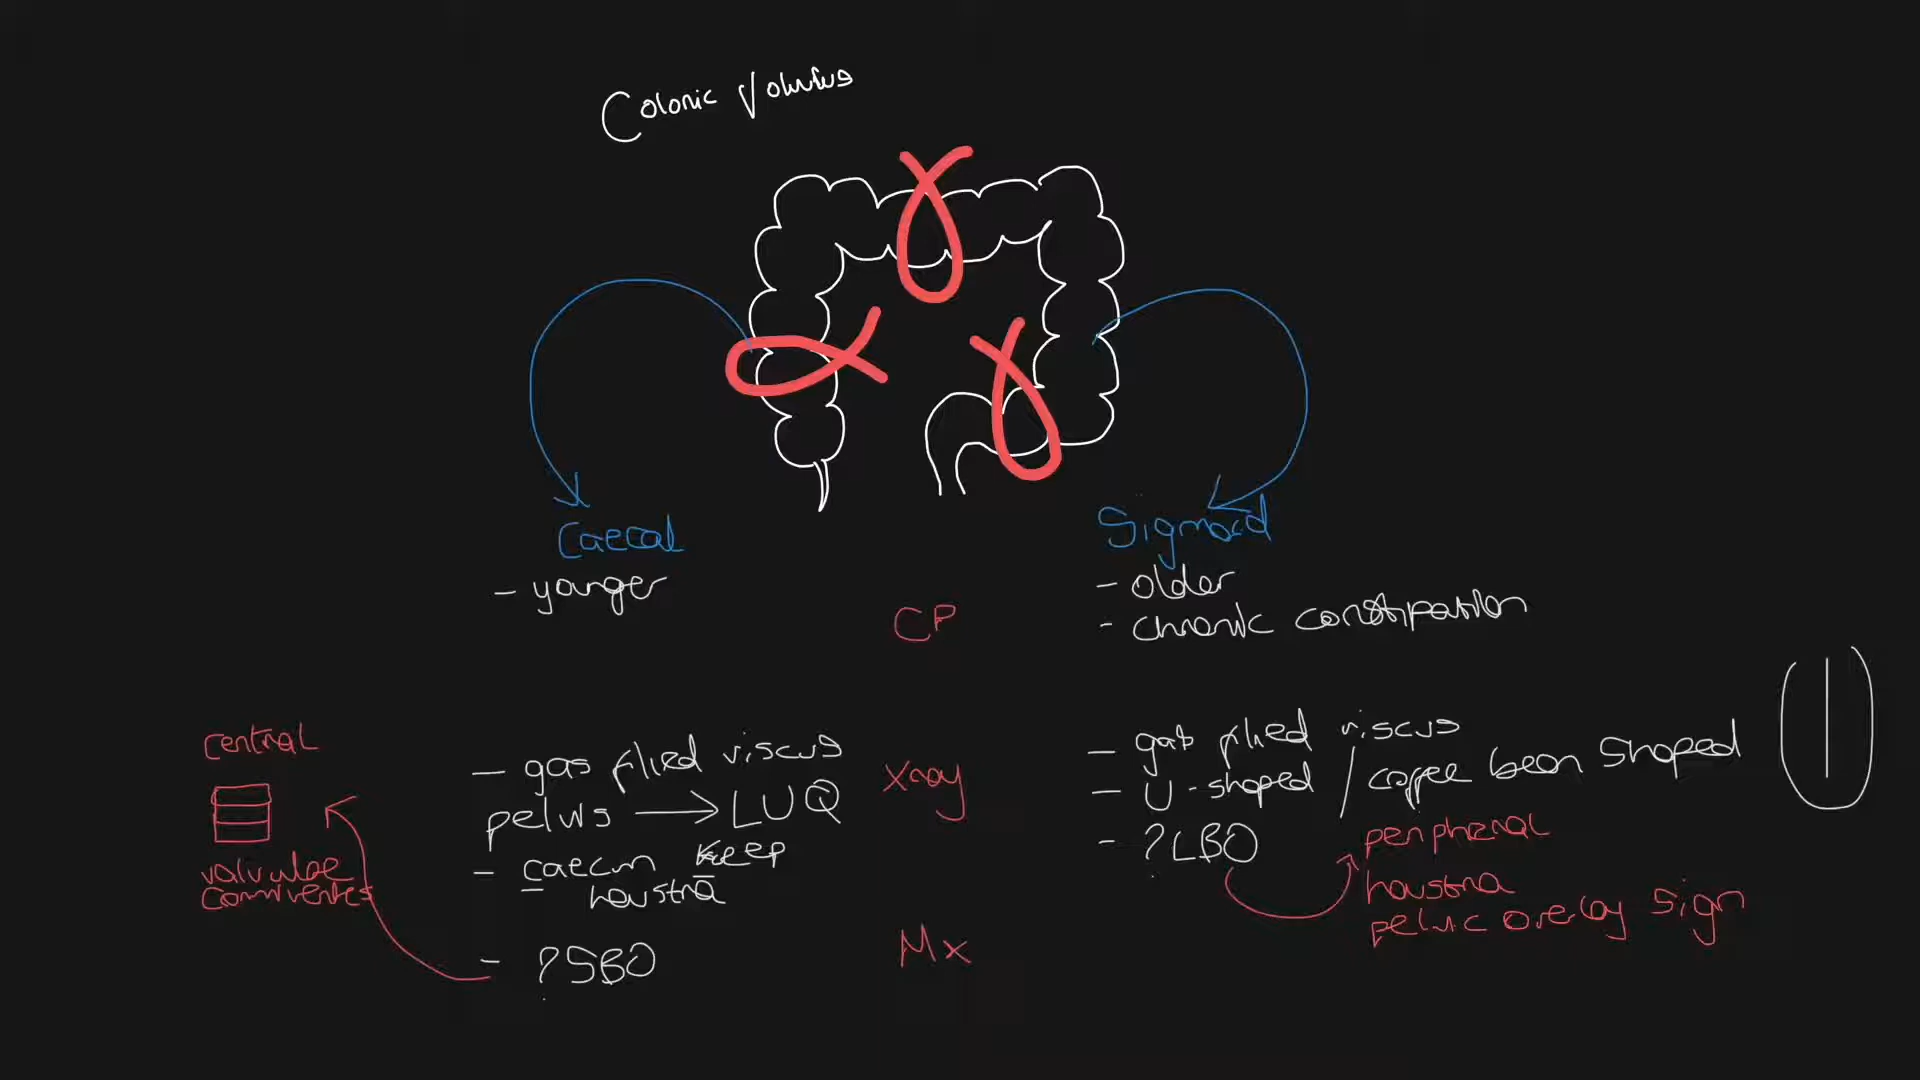 Colonic Volvulus
Caecal
- younger
CP
Sigmoid
- older
- chronic constipation
central
valvulae
conniventes
- gas filled viscus
pelvis → LUQ
- caecum keep
haustra
- ?SBO
Xray
Mx
- gas filled viscus
- U-shaped / coffee bean shaped
- ?LBO
peripheral
haustra
pelvic overlay sign